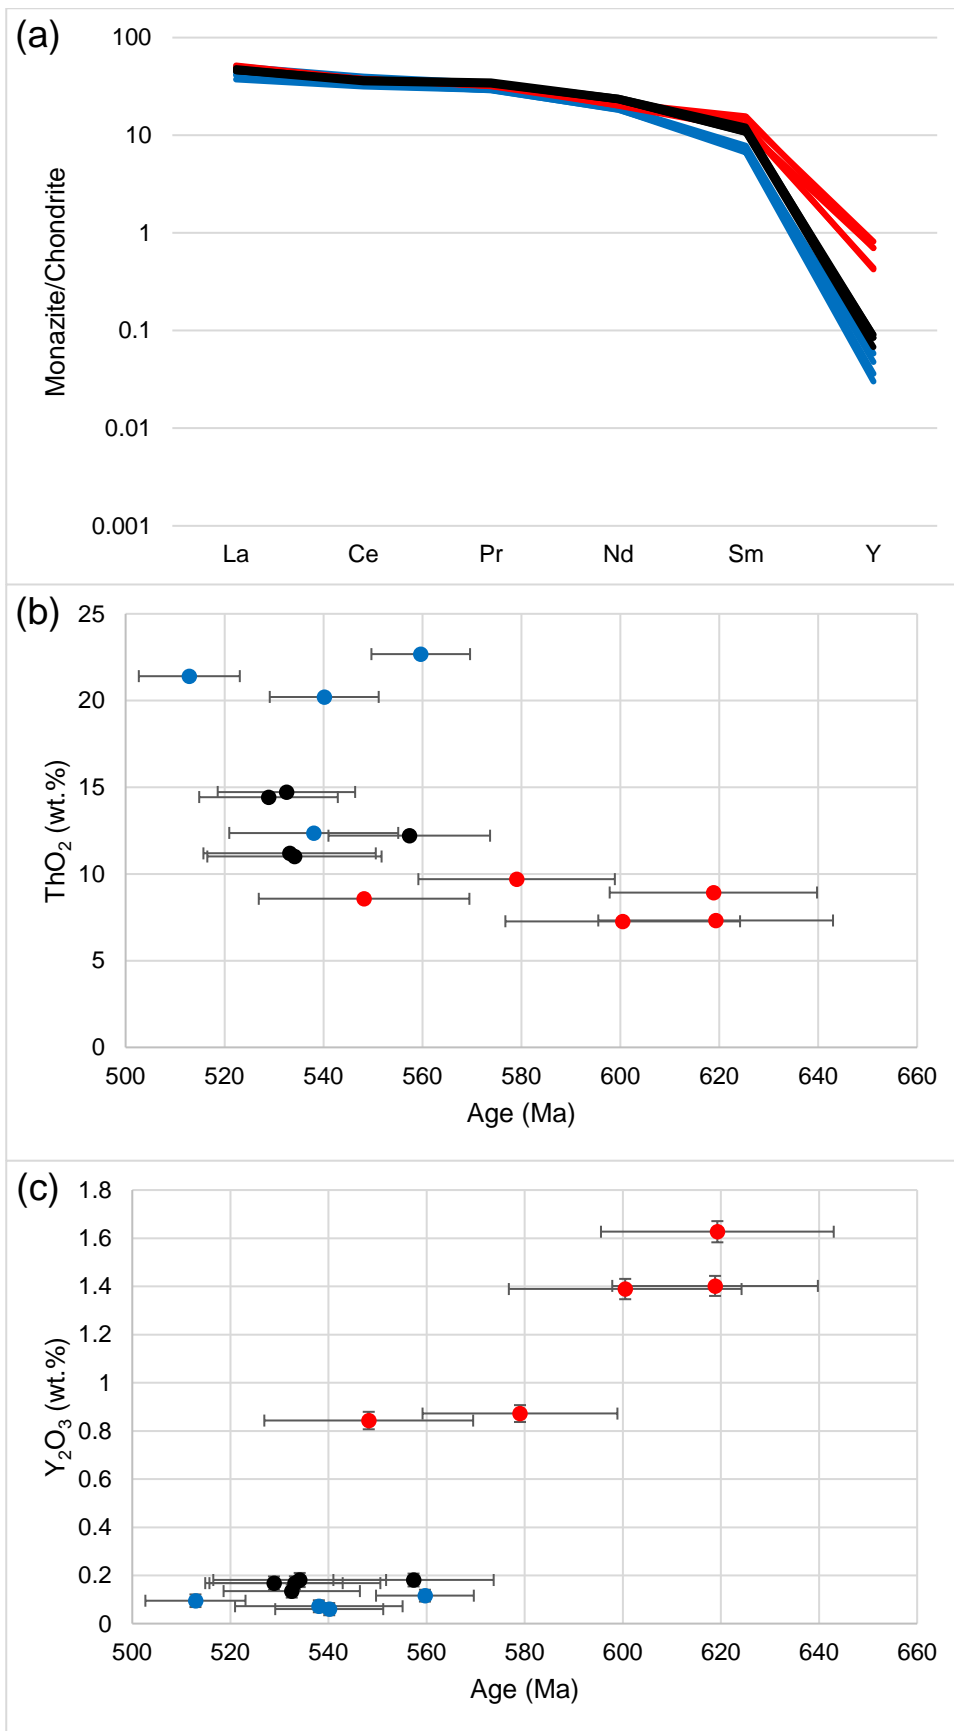 (a)
100
10
1
0.1
0.01
0.001
Monazite/Chondrite
La Ce Pr Nd Sm Y
(b)
25
20
15
10
5
0
ThO₂ (wt.%)
500 520 540 560 580 600 620 640 660
Age (Ma)
(c)
1.8
1.6
1.4
1.2
1
0.8
0.6
0.4
0.2
0
Y₂O₃ (wt.%)
500 520 540 560 580 600 620 640 660
Age (Ma)